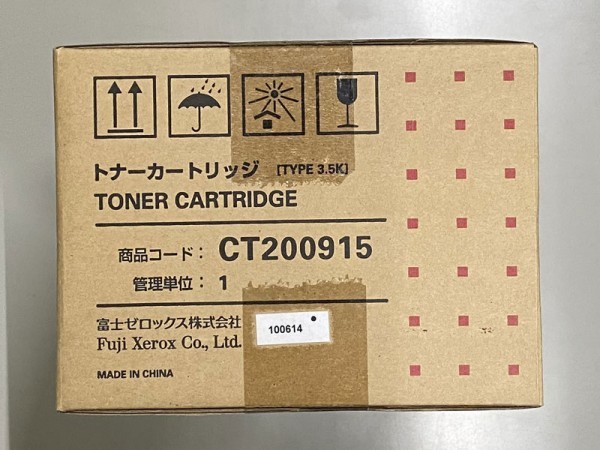 トナーカートリッジ [TYPE 3.5K]
TONER CARTRIDGE
商品コード： CT200915
管理単位： 1
富士ゼロックス株式会社
Fuji Xerox Co., Ltd.
100614
MADE IN CHINA